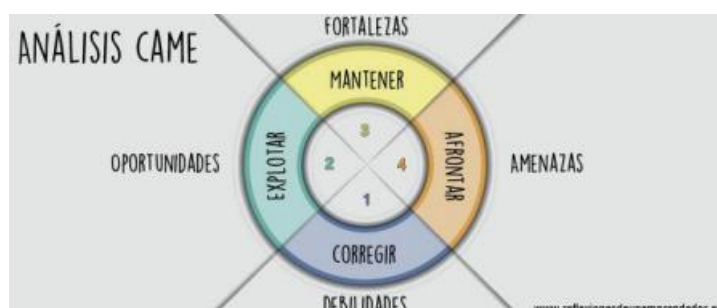 ANÁLISIS CAME
FORTALEZAS
MANTENER
OPORTUNIDADES
EXPLOTAR
3
2
4
1
AFRONTAR
AMENAZAS
CORREGIR
DEBILIDADES